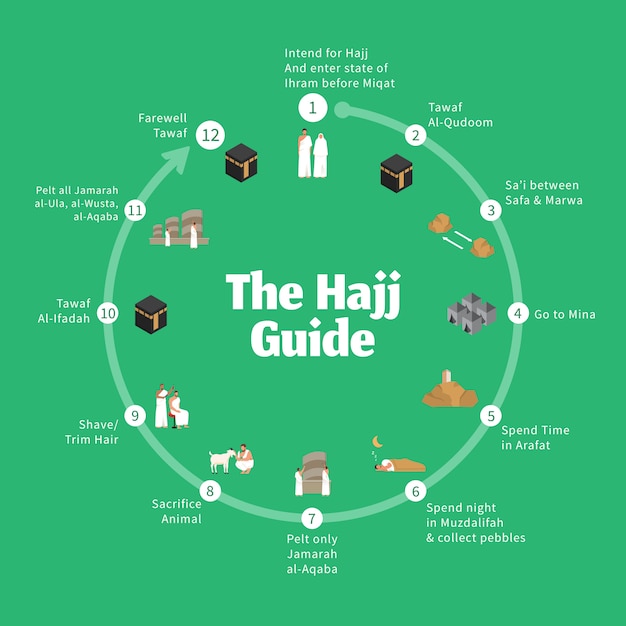 The Hajj
Guide
1
Intend for Hajj
And enter state of
Ihram before Miqat
2
Tawaf
Al-Qudoom
3
Sa'i between
Safa & Marwa
4
Go to Mina
5
Spend Time
in Arafat
6
Spend night
in Muzdalifah
& collect pebbles
7
Pelt only
Jamarah
al-Aqaba
8
Sacrifice
Animal
9
Shave/
Trim Hair
10
Tawaf
Al-Ifadah
11
Pelt all Jamarah
al-Ula, al-Wusta,
al-Aqaba
12
Farewell
Tawaf